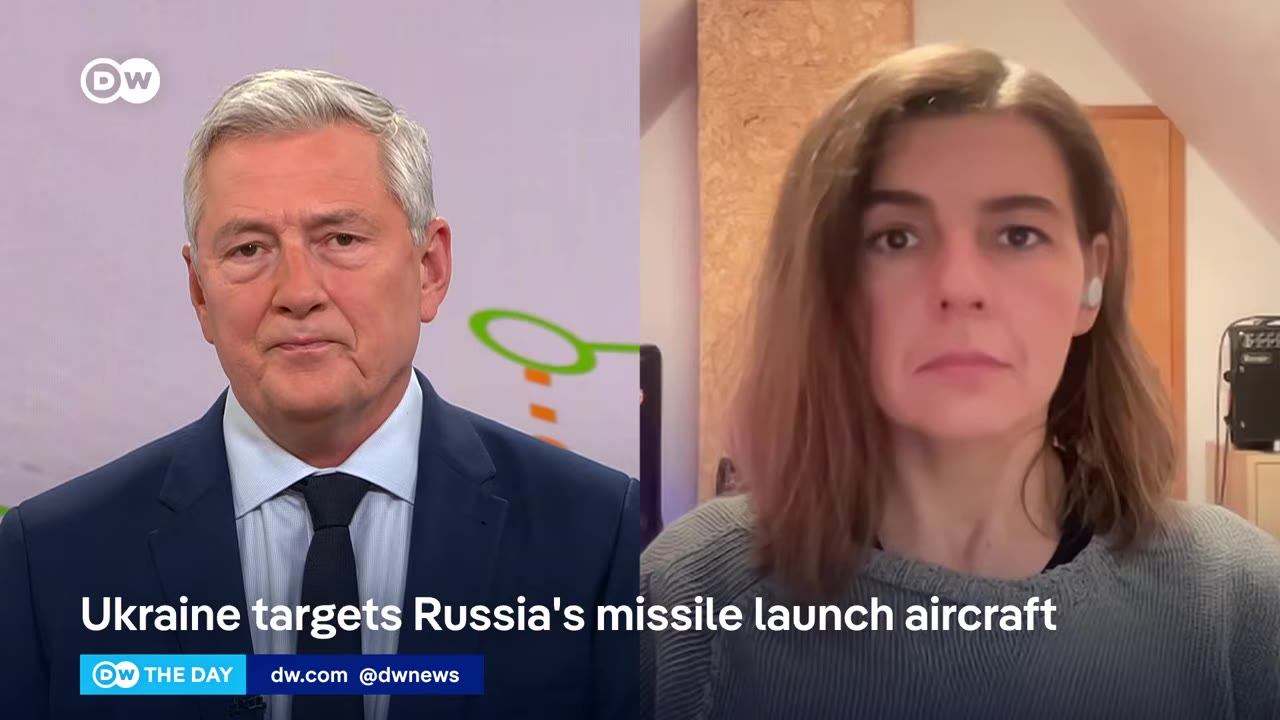 DW
Ukraine targets Russia's missile launch aircraft
DW THE DAY dw.com @dwnews